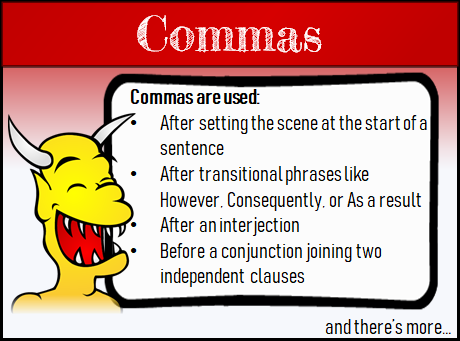 Commas
Commas are used:
• After setting the scene at the start of a
sentence
• After transitional phrases like
However, Consequently, or As a result
• After an interjection
• Before a conjunction joining two
independent clauses
and there's more...